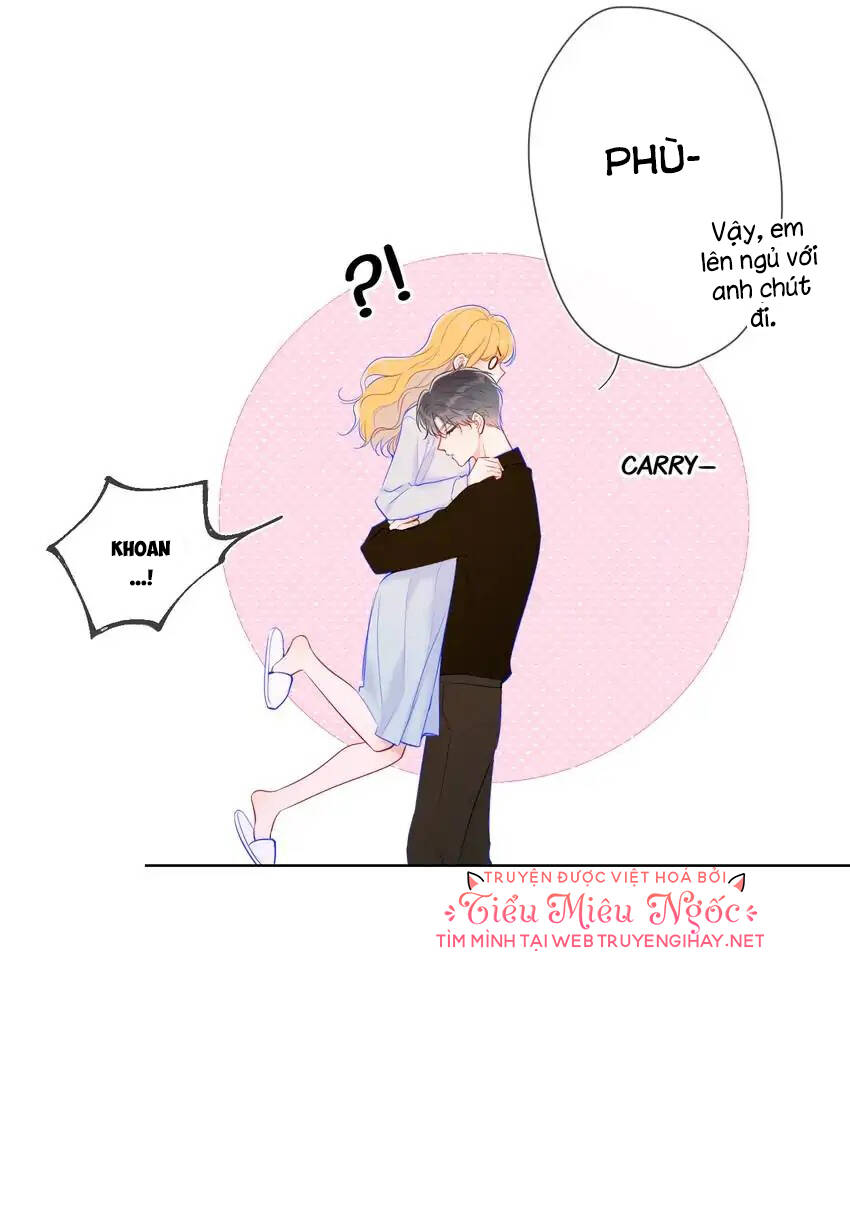 PHÙ-
Vậy, em
lên ngủ với
anh chút
đi.
?!
CARRY–
KHOAN
...!
TRUYỆN ĐƯỢC VIỆT HOÁ BỞI
Tiểu Miêu Ngốc
TÌM MÌNH TẠI WEB TRUYENGIHAY.NET